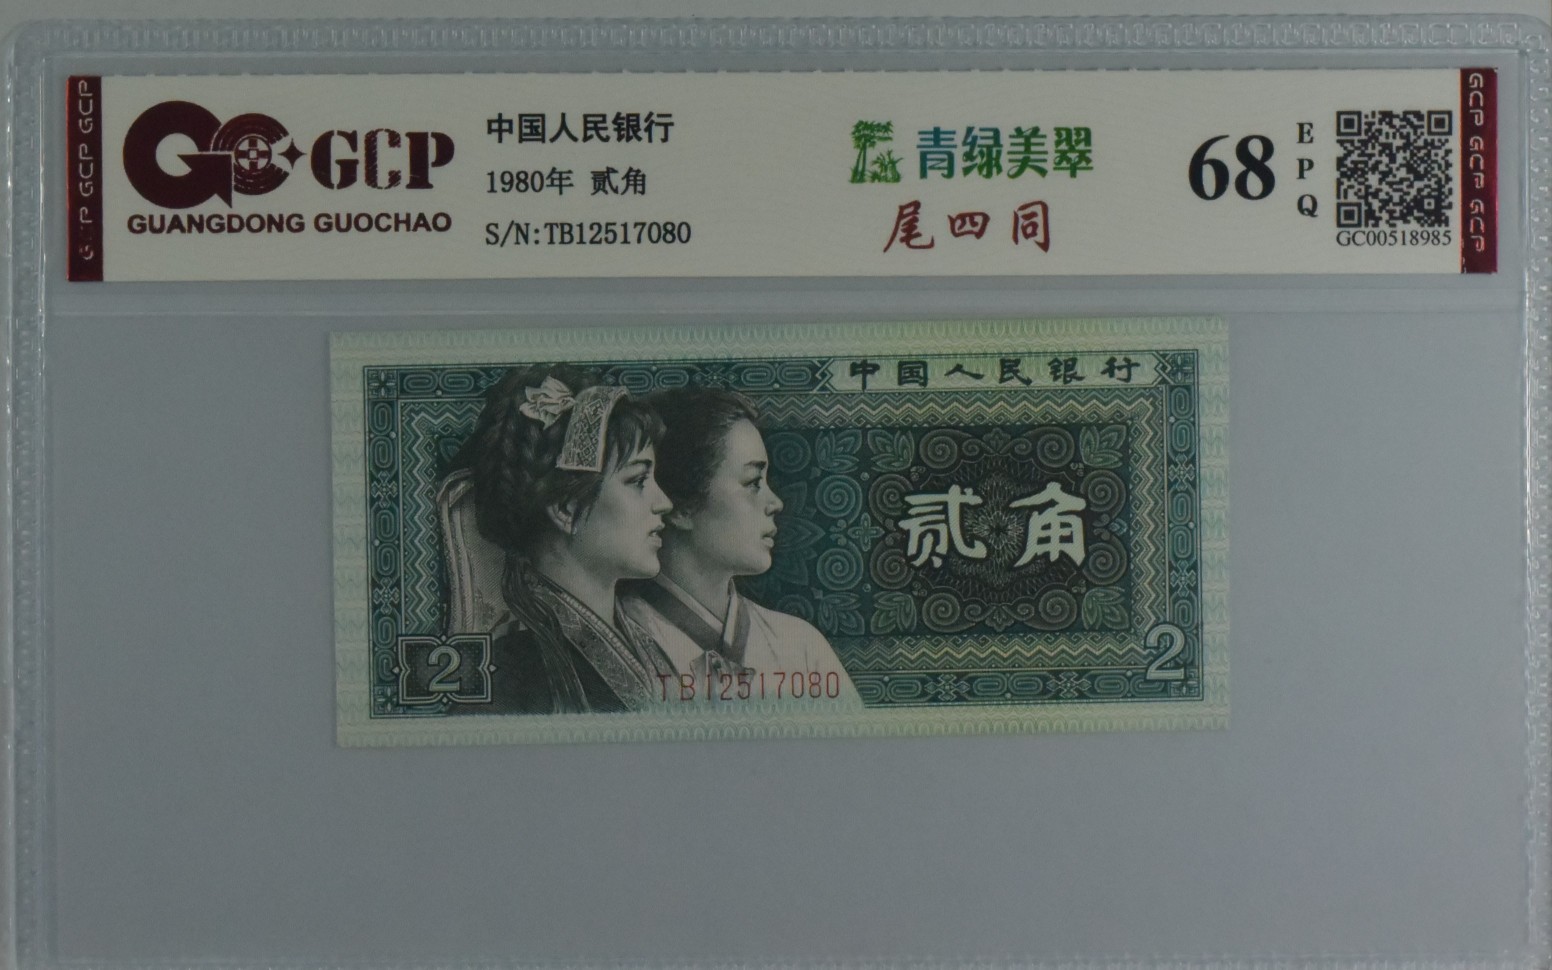 GCP
GUANGDONG GUOCHAO
中国人民银行
1980年 贰角
S/N:TB12517080
青绿美翠
尾四同
68
EPQ
GC00518985
GCP GCP GCP
GCP GCP GCP
中国人民银行
贰角
2
2
TB12517080